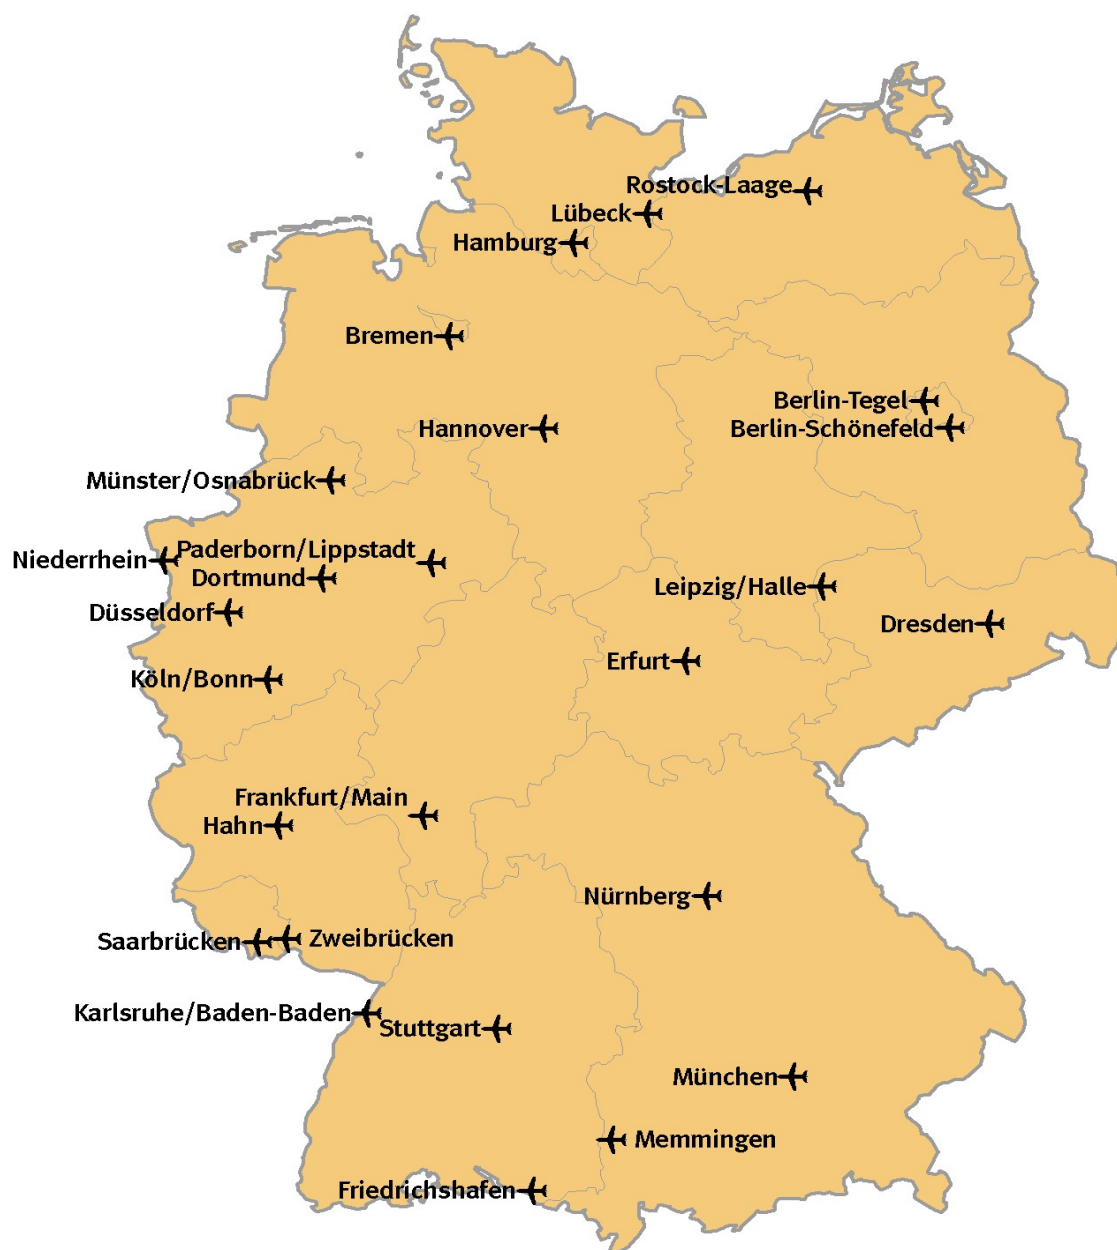 Rostock-Laage
Lübeck
Hamburg
Bremen
Berlin-Tegel
Hannover
Berlin-Schönefeld
Münster/Osnabrück
Paderborn/Lippstadt
Niederrhein
Dortmund
Leipzig/Halle
Düsseldorf
Dresden
Erfurt
Köln/Bonn
Frankfurt/Main
Hahn
Nürnberg
Saarbrücken
Zweibrücken
Karlsruhe/Baden-Baden
Stuttgart
München
Memmingen
Friedrichshafen